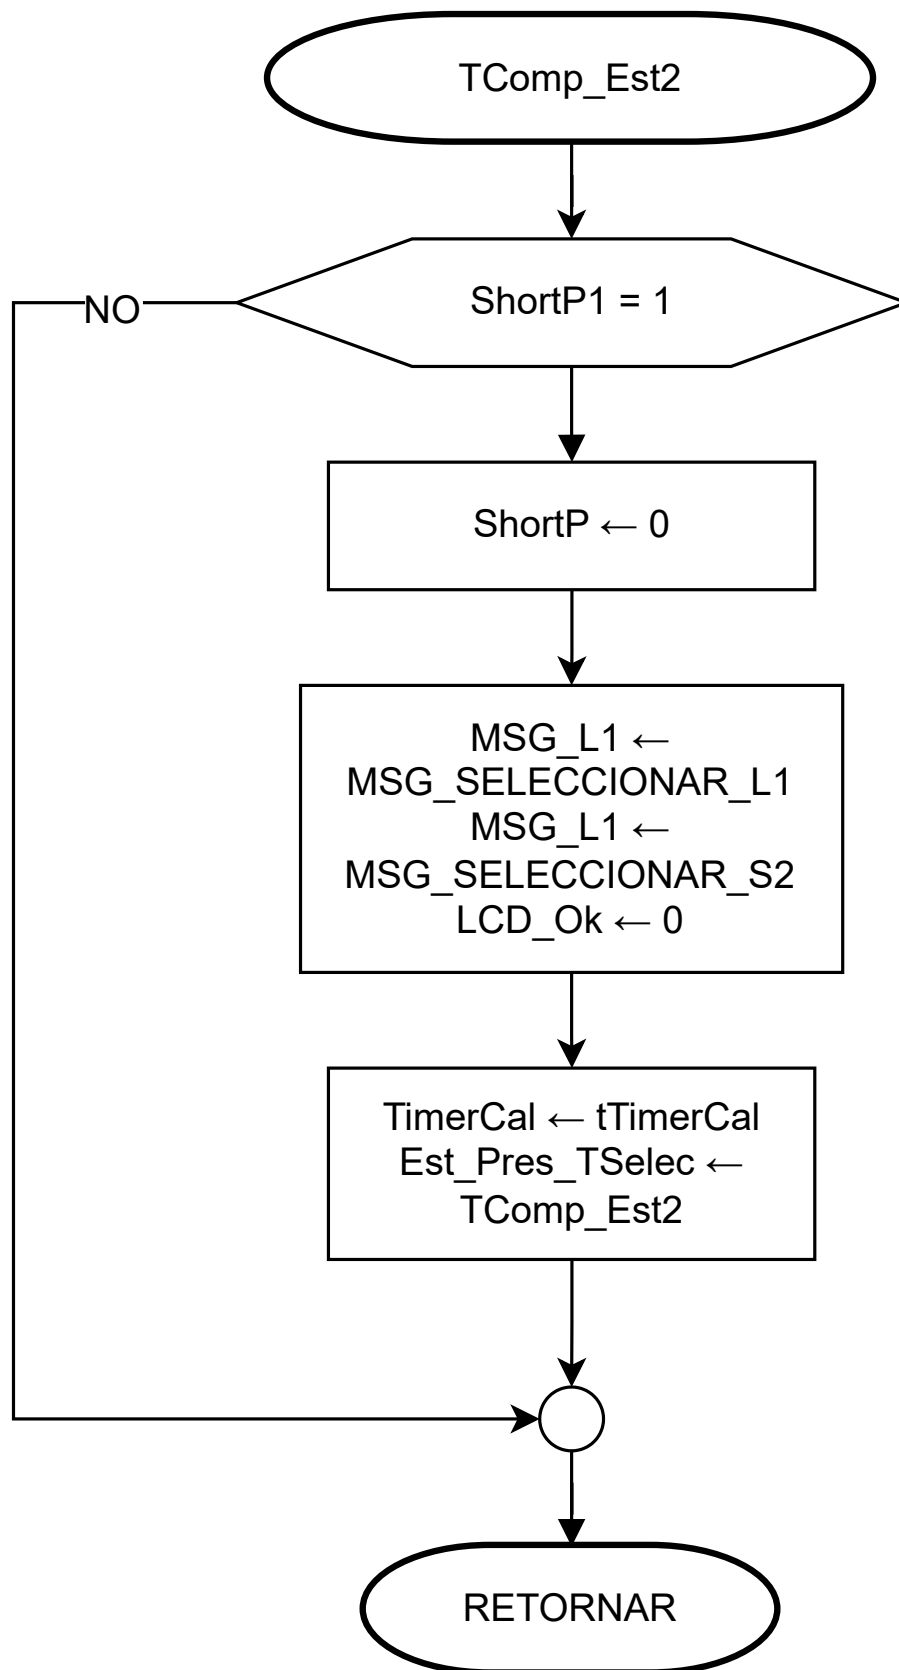 TComp_Est2
ShortP1 = 1
NO
ShortP ← 0
MSG_L1 ←
MSG_SELECCIONAR_L1
MSG_L1 ←
MSG_SELECCIONAR_S2
LCD_Ok ← 0
TimerCal ← tTimerCal
Est_Pres_TSelec ←
TComp_Est2
RETORNAR